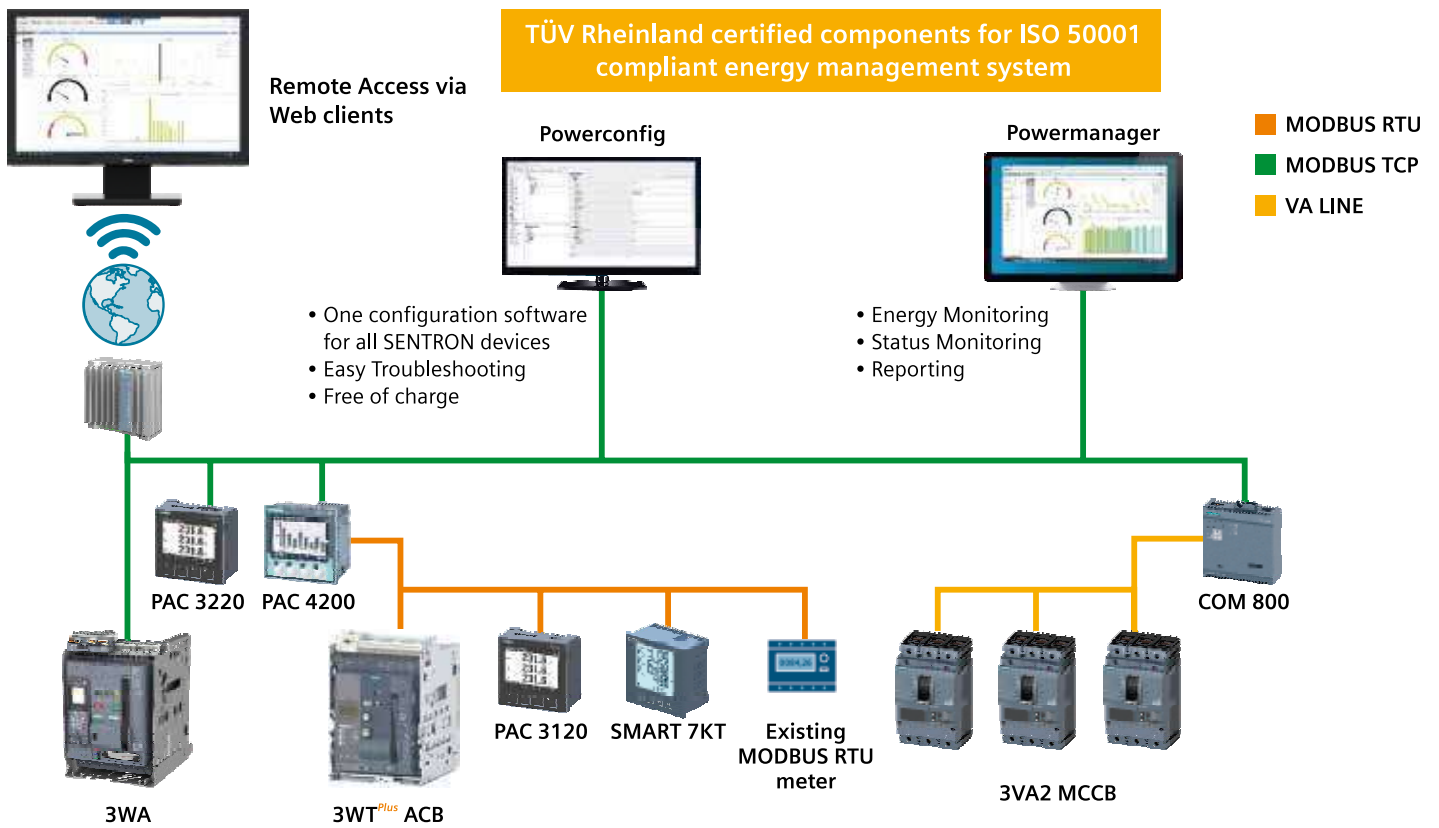 TÜV Rheinland certified components for ISO 50001
compliant energy management system
Remote Access via
Web clients
Powerconfig
Powermanager
MODBUS RTU
MODBUS TCP
VA LINE
• One configuration software
for all SENTRON devices
• Easy Troubleshooting
• Free of charge
• Energy Monitoring
• Status Monitoring
• Reporting
PAC 3220
PAC 4200
COM 800
PAC 3120
SMART 7KT
Existing
MODBUS RTU
meter
3VA2 MCCB
3WA
3WTPlus ACB